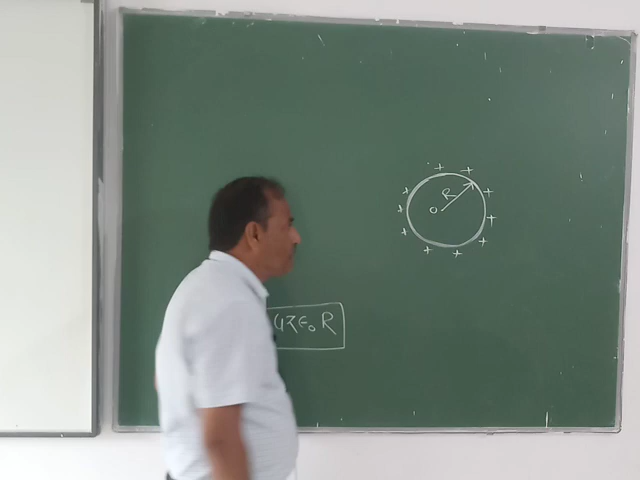 + +
+ R +
+ O +
+ +
+ +
4πε₀R